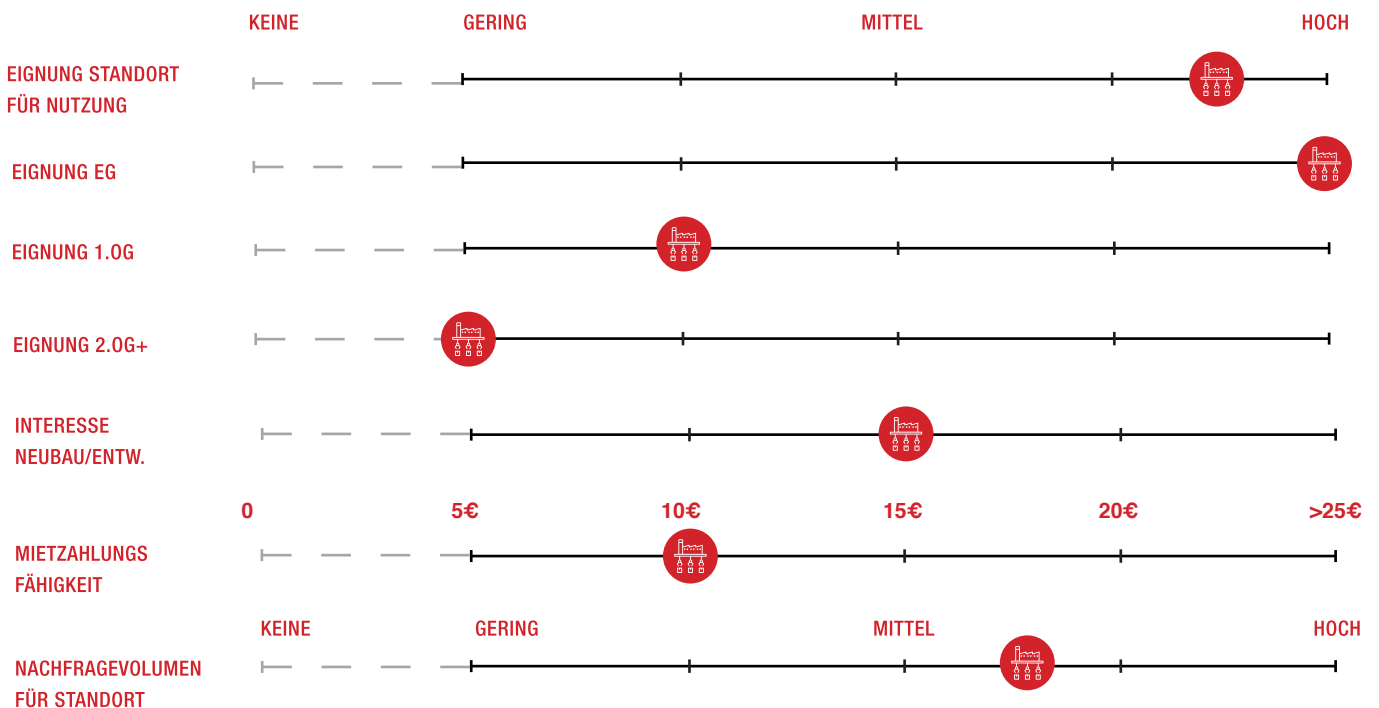 KEINE GERING MITTEL HOCH
EIGNUNG STANDORT
FÜR NUTZUNG
EIGNUNG EG
EIGNUNG 1.OG
EIGNUNG 2.OG+
INTERESSE
NEUBAU/ENTW.
0 5€ 10€ 15€ 20€ >25€
MIETZAHLUNGS
FÄHIGKEIT
KEINE GERING MITTEL HOCH
NACHFRAGEVOLUMEN
FÜR STANDORT